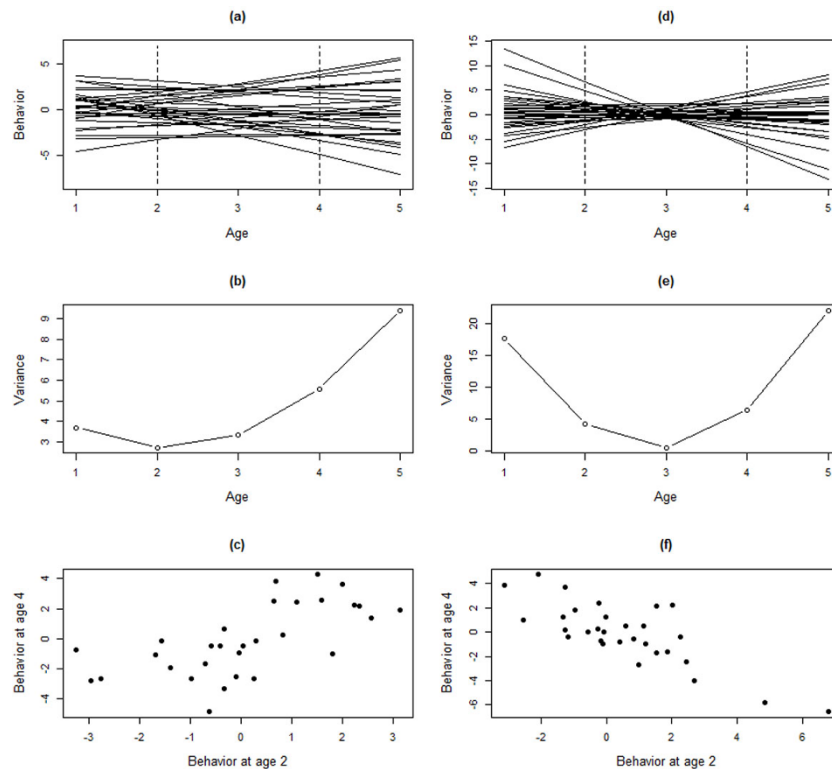 (a)
Behavior
5
0
-5
1 2 3 4 5
Age
(d)
Behavior
15
10
5
0
-5
-10
-15
1 2 3 4 5
Age
(b)
Variance
9
8
7
6
5
4
3
1 2 3 4 5
Age
(e)
Variance
20
15
10
5
0
1 2 3 4 5
Age
(c)
Behavior at age 4
4
2
0
-2
-4
-3 -2 -1 0 1 2 3
Behavior at age 2
(f)
Behavior at age 4
4
2
0
-2
-4
-6
-2 0 2 4 6
Behavior at age 2